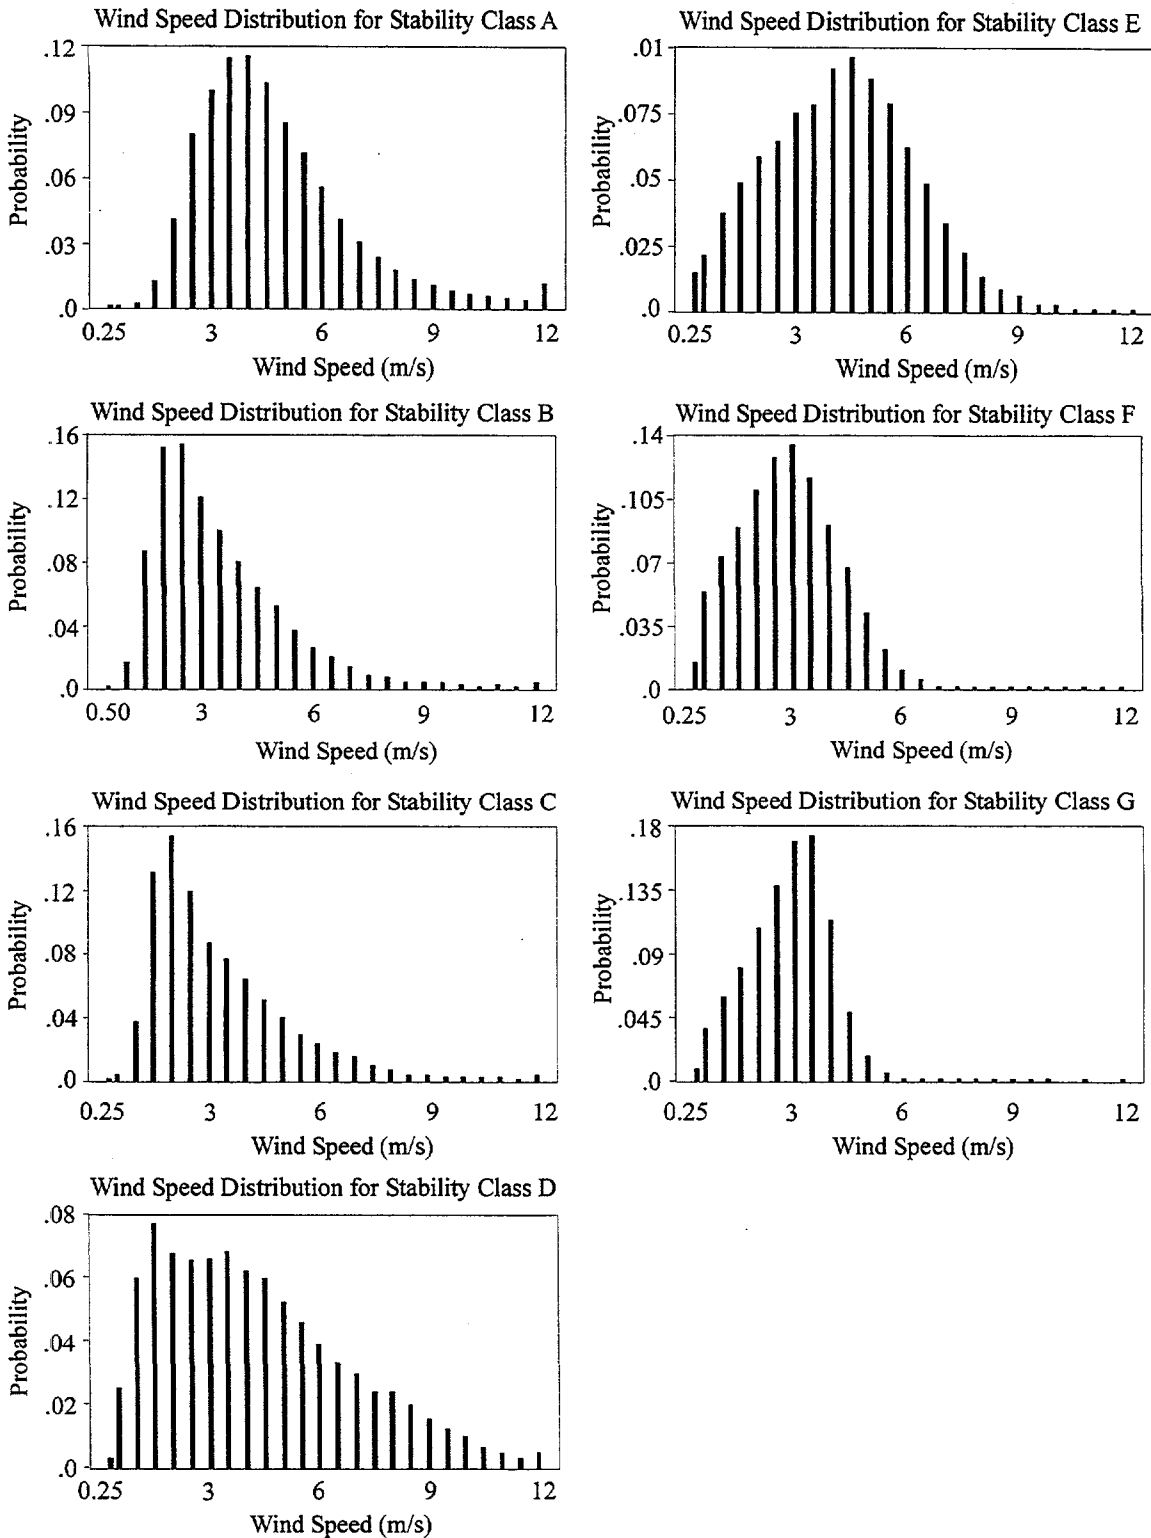 Wind Speed Distribution for Stability Class A
.12
.09
.06
.03
.0
Probability
0.25 3 6 9 12
Wind Speed (m/s)
Wind Speed Distribution for Stability Class B
.16
.12
.08
.04
.0
Probability
0.50 3 6 9 12
Wind Speed (m/s)
Wind Speed Distribution for Stability Class C
.16
.12
.08
.04
.0
Probability
0.25 3 6 9 12
Wind Speed (m/s)
Wind Speed Distribution for Stability Class D
.08
.06
.04
.02
.0
Probability
0.25 3 6 9 12
Wind Speed (m/s)
Wind Speed Distribution for Stability Class E
.01
.075
.05
.025
.0
Probability
0.25 3 6 9 12
Wind Speed (m/s)
Wind Speed Distribution for Stability Class F
.14
.105
.07
.035
.0
Probability
0.25 3 6 9 12
Wind Speed (m/s)
Wind Speed Distribution for Stability Class G
.18
.135
.09
.045
.0
Probability
0.25 3 6 9 12
Wind Speed (m/s)